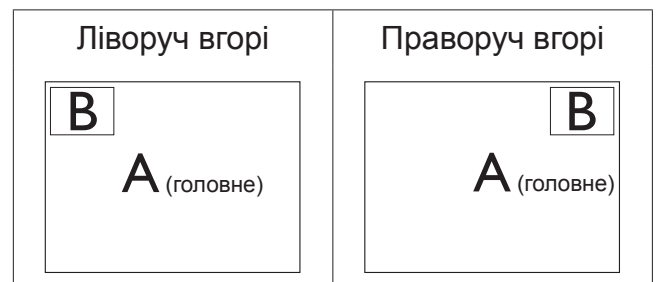 Ліворуч вгорі
B
A (головне)
Праворуч вгорі
B
A (головне)